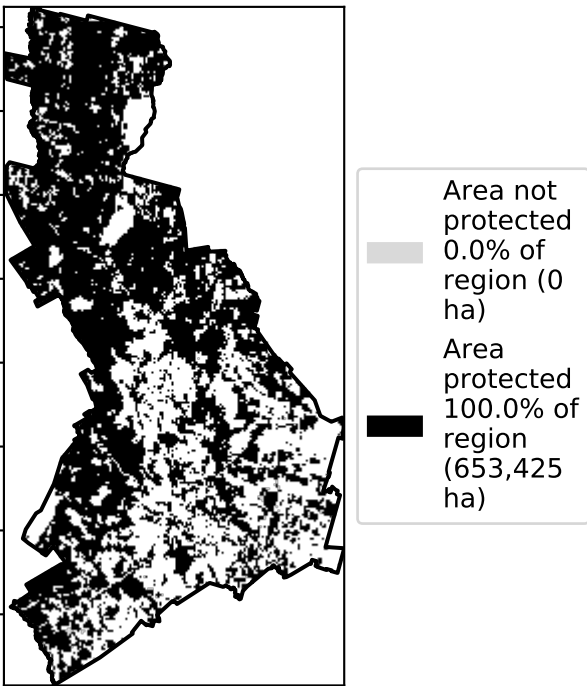 Area not
protected
0.0% of
region (0
ha)
Area
protected
100.0% of
region
(653,425
ha)